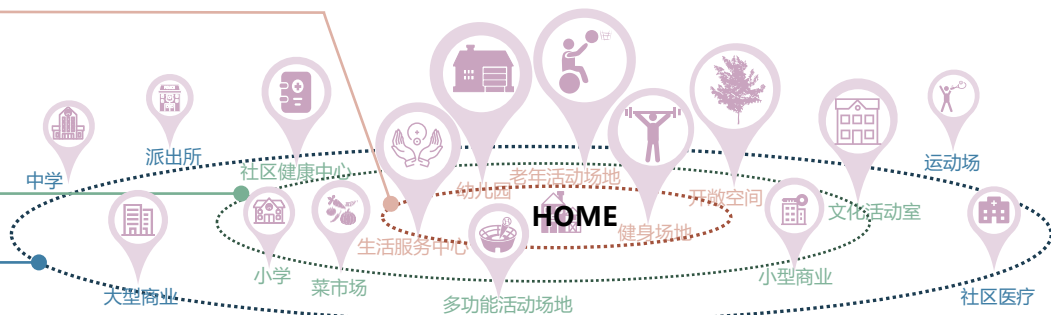 中学
派出所
社区健康中心
幼儿园
老年活动场地
开敞空间
文化活动室
运动场
HOME
生活服务中心
健身场地
大型商业
小学
菜市场
多功能活动场地
小型商业
社区医疗